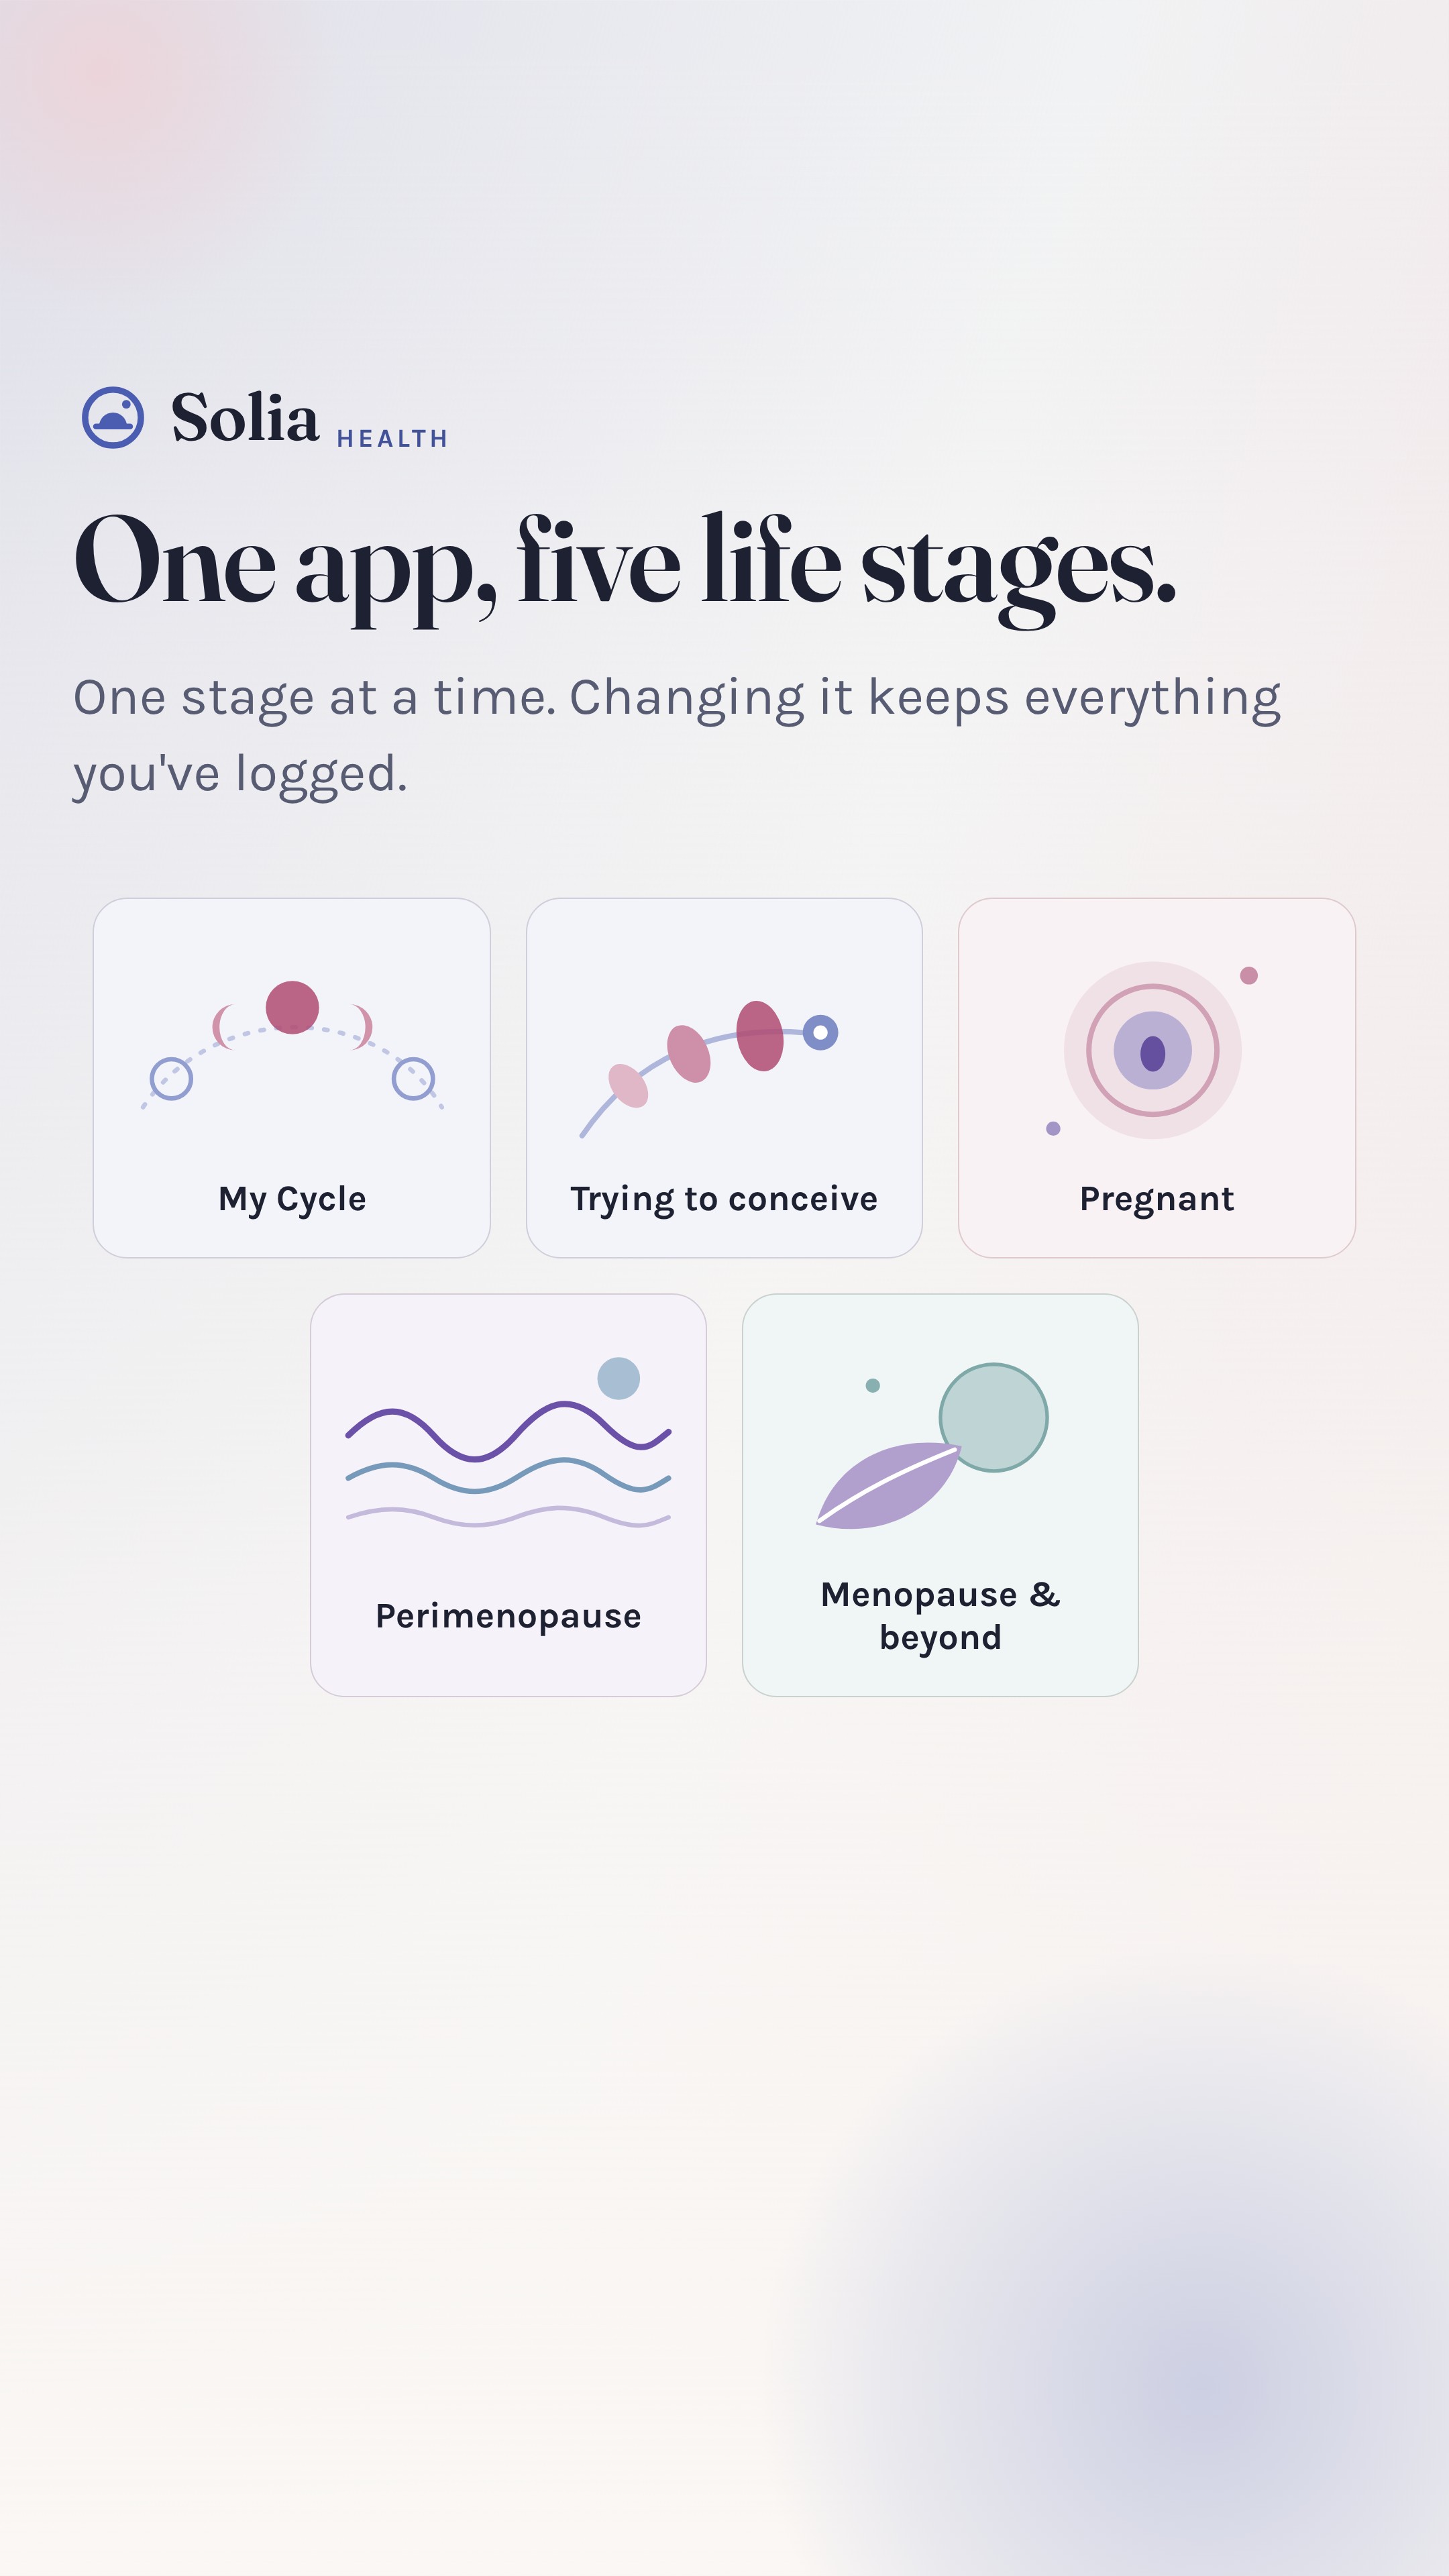 Solia HEALTH
One app, five life stages.
One stage at a time. Changing it keeps everything
you've logged.
My Cycle
Trying to conceive
Pregnant
Perimenopause
Menopause &
beyond